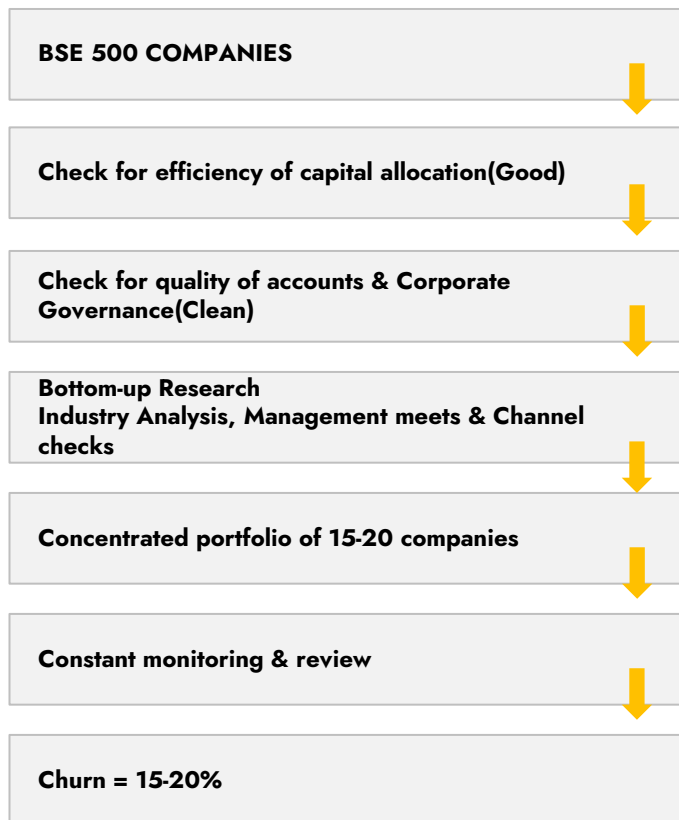 BSE 500 COMPANIES
Check for efficiency of capital allocation(Good)
Check for quality of accounts & Corporate
Governance(Clean)
Bottom-up Research
Industry Analysis, Management meets & Channel
checks
Concentrated portfolio of 15-20 companies
Constant monitoring & review
Churn = 15-20%